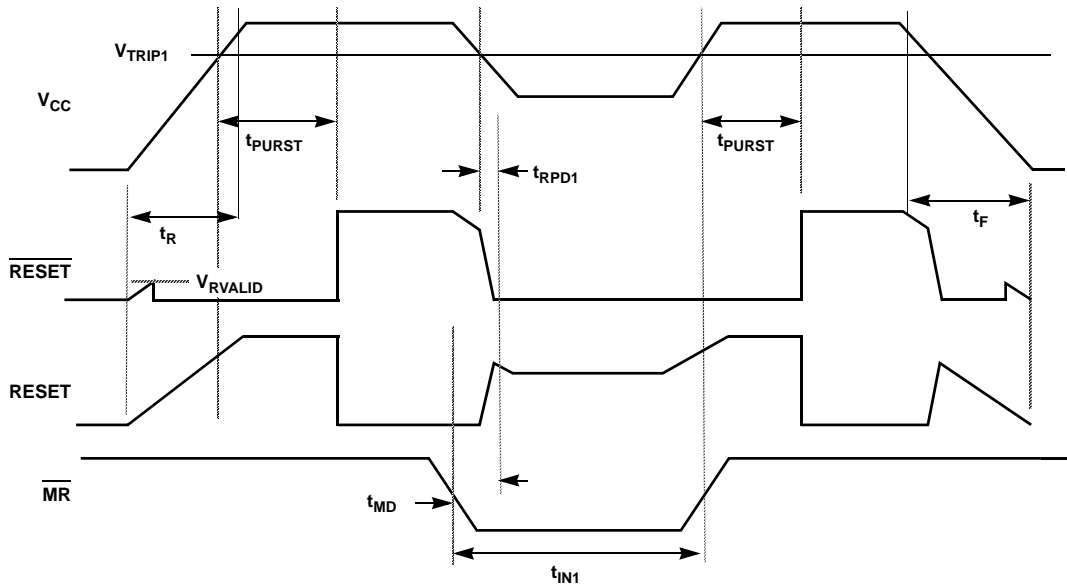 VTRIP1
VCC
tPURST
tPURST
tRPD1
tR
tF
RESET
VRVALID
RESET
MR
tMD
tIN1